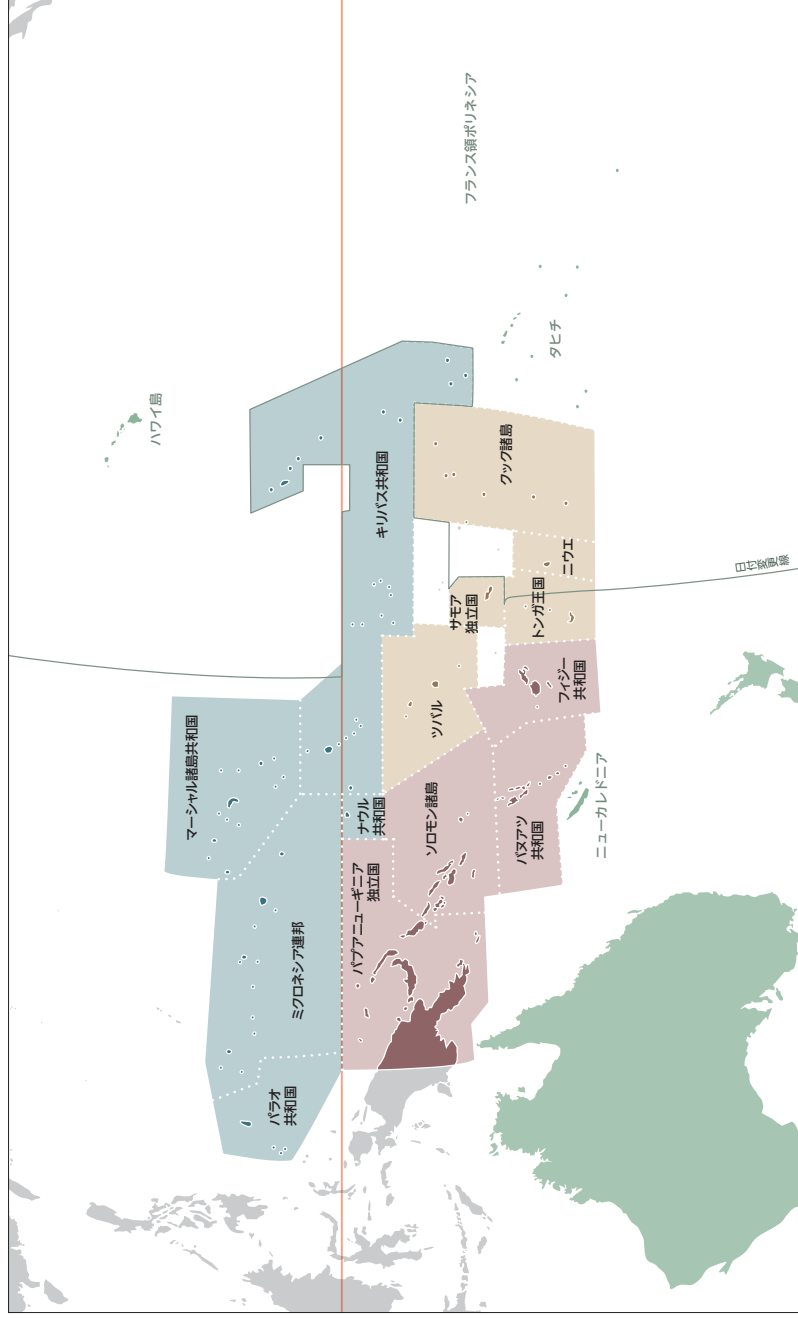 ハワイ島
マーシャル諸島共和国
ミクロネシア連邦
パラオ
共和国
キリバス共和国
ナウル
共和国
パプアニューギニア
独立国
ソロモン諸島
ツバル
サモア
独立国
クック諸島
ニウエ
トンガ王国
フィジー
共和国
バヌアツ
共和国
ニューカレドニア
タヒチ
フランス領ポリネシア
日付変更線